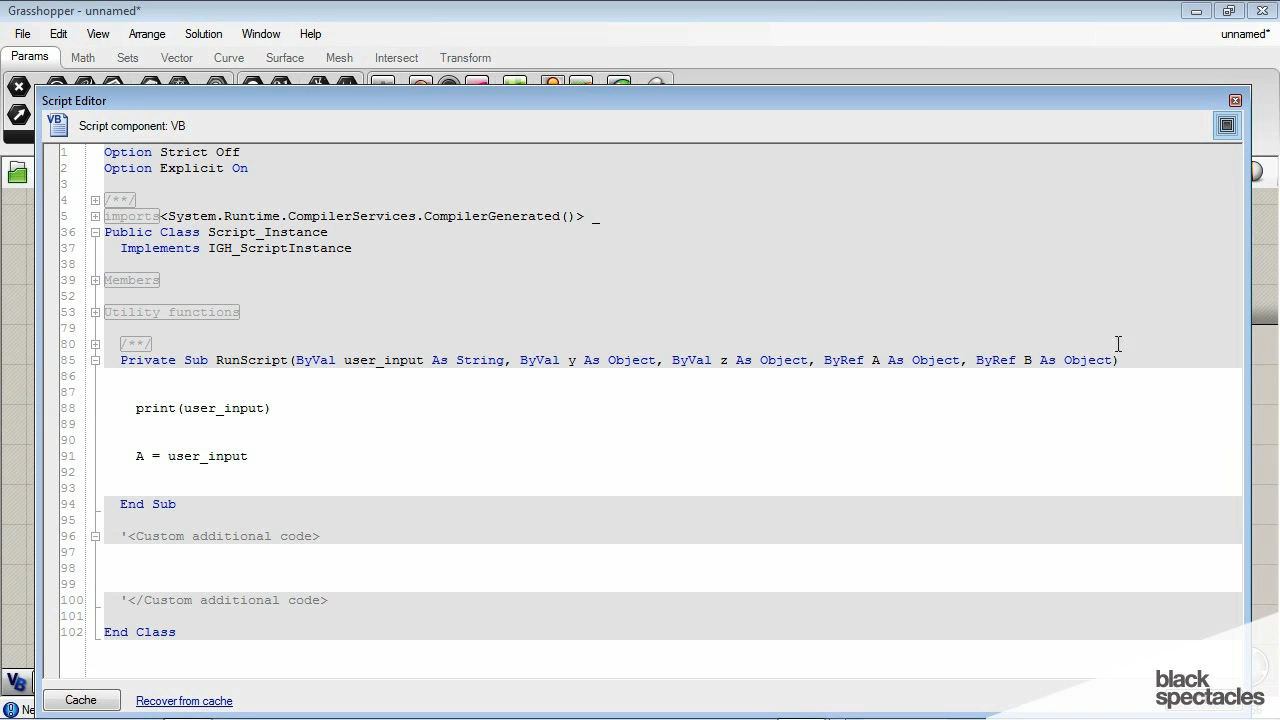 Grasshopper - unnamed*
File Edit View Arrange Solution Window Help unnamed*
Params Math Sets Vector Curve Surface Mesh Intersect Transform
Script Editor
VB Script component: VB
1 Option Strict Off
2 Option Explicit On
3
4 /**/
5 imports<System.Runtime.CompilerServices.CompilerGenerated()> _
36 Public Class Script_Instance
37 Implements IGH_ScriptInstance
38
39 Members
52
53 Utility functions
79
80 /**/
85 Private Sub RunScript(ByVal user_input As String, ByVal y As Object, ByVal z As Object, ByRef A As Object, ByRef B As Object)
86
87
88 print(user_input)
89
90
91 A = user_input
92
93
94 End Sub
95
96 '<Custom additional code>
97
98
99
100 '</Custom additional code>
101
102 End Class
VB
Cache Recover from cache
Ne
black
spectacles